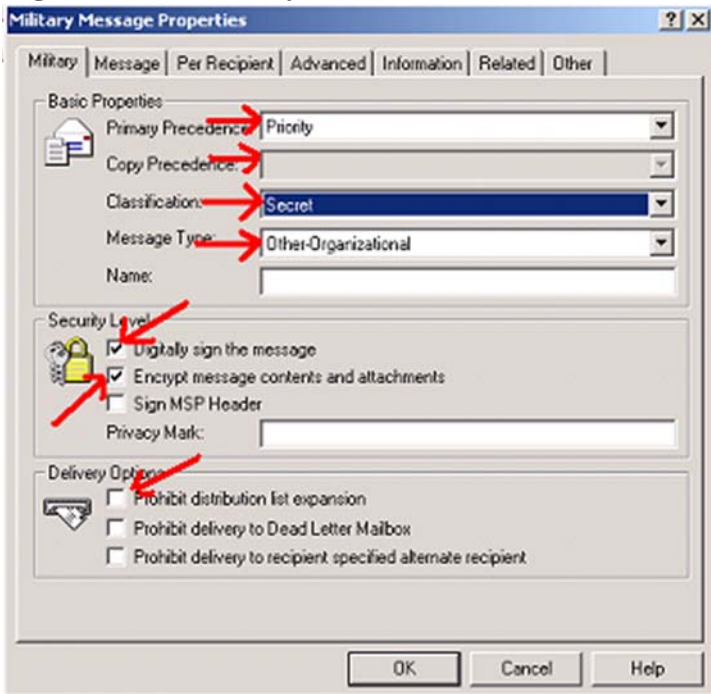 Military Message Properties
Military Message Per Recipient Advanced Information Related Other
Basic Properties
Primary Precedence: Priority
Copy Precedence:
Classification: Secret
Message Type: Other-Organizational
Name:
Security Level
Digitally sign the message
Encrypt message contents and attachments
Sign MSP Header
Privacy Mark:
Delivery Options
Prohibit distribution list expansion
Prohibit delivery to Dead Letter Mailbox
Prohibit delivery to recipient specified alternate recipient
OK Cancel Help